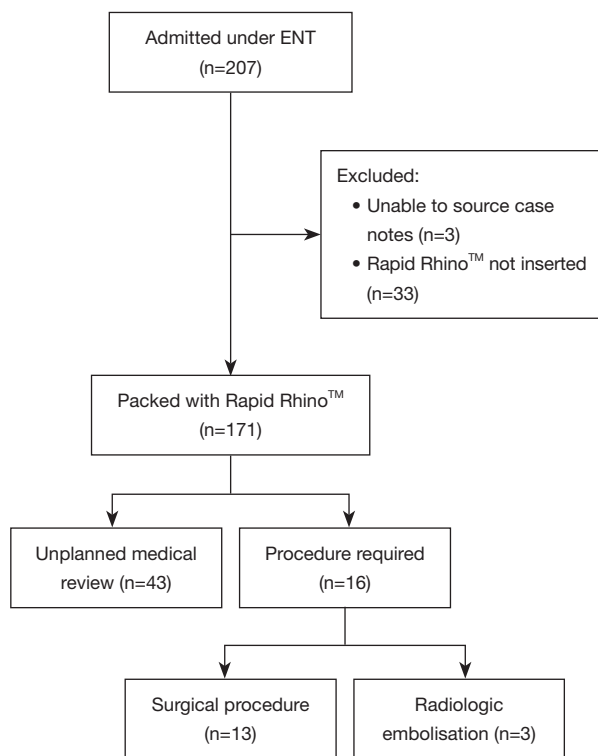 Admitted under ENT
(n=207)
Excluded:
• Unable to source case
notes (n=3)
• Rapid Rhino™ not inserted
(n=33)
Packed with Rapid Rhino™
(n=171)
Unplanned medical
review (n=43)
Procedure required
(n=16)
Surgical procedure
(n=13)
Radiologic
embolisation (n=3)